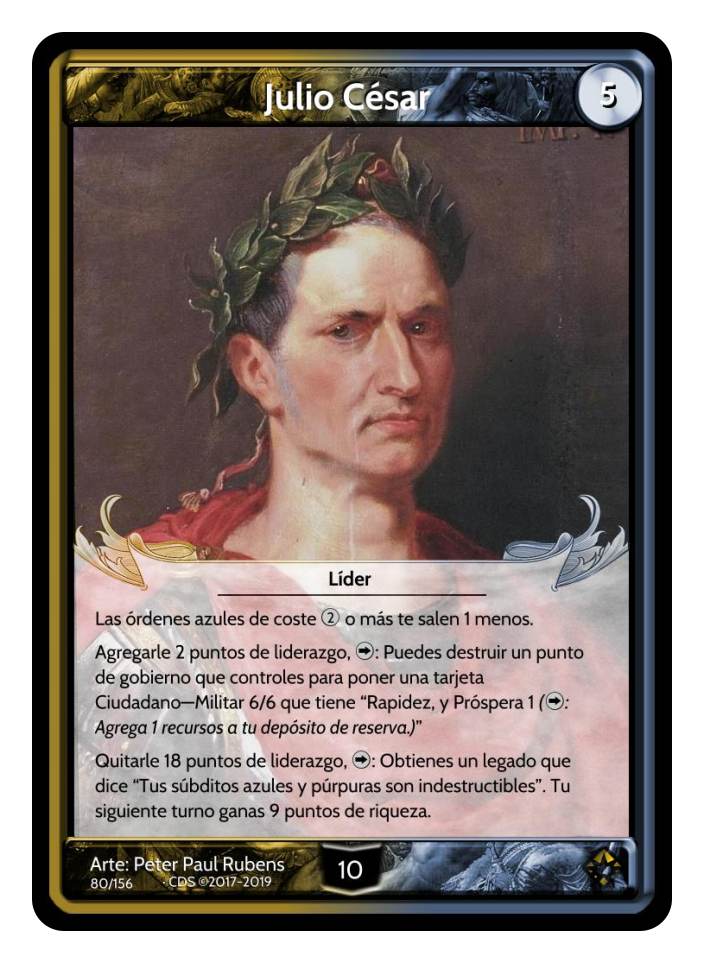 Julio César
5
Líder
Las órdenes azules de coste ② o más te salen 1 menos.
Agregarle 2 puntos de liderazgo, ➡: Puedes destruir un punto
de gobierno que controles para poner una tarjeta
Ciudadano—Militar 6/6 que tiene “Rapidez, y Próspera 1 (➡:
Agrega 1 recursos a tu depósito de reserva.)”
Quitarle 18 puntos de liderazgo, ➡: Obtienes un legado que
dice “Tus súbditos azules y púrpuras son indestructibles”. Tu
siguiente turno ganas 9 puntos de riqueza.
Arte: Peter Paul Rubens
10
80/156 · CDS ©2017-2019